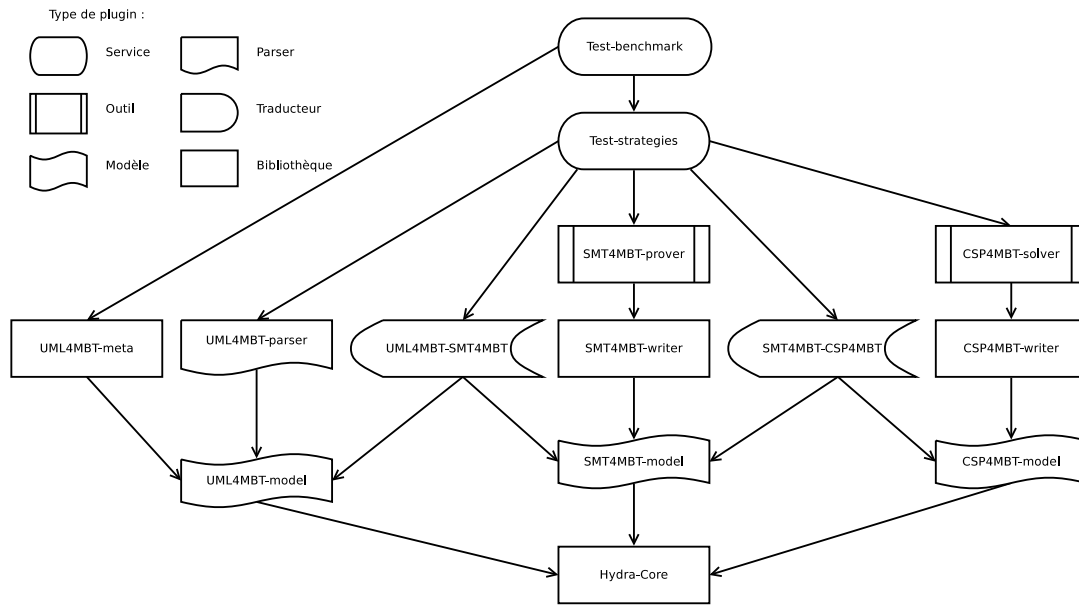 Type de plugin :
Service
Parser
Outil
Traducteur
Modèle
Bibliothèque
Test-benchmark
Test-strategies
SMT4MBT-prover
CSP4MBT-solver
UML4MBT-meta
UML4MBT-parser
UML4MBT-SMT4MBT
SMT4MBT-writer
SMT4MBT-CSP4MBT
CSP4MBT-writer
UML4MBT-model
SMT4MBT-model
CSP4MBT-model
Hydra-Core